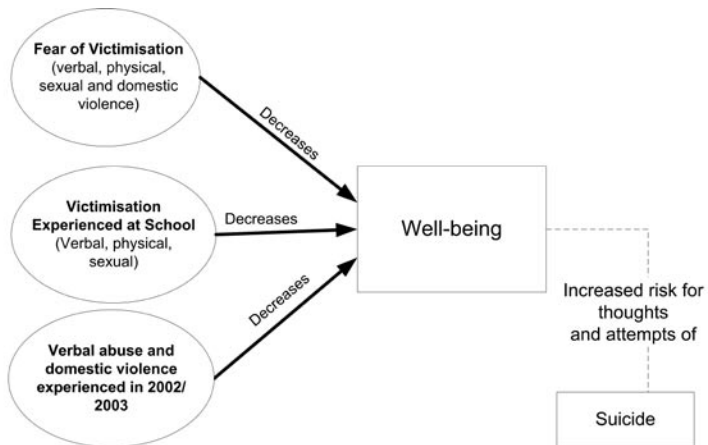 Fear of Victimisation
(verbal, physical,
sexual and domestic
violence)
Decreases
Victimisation
Experienced at School
(Verbal, physical,
sexual)
Decreases
Verbal abuse and
domestic violence
experienced in 2002/
2003
Decreases
Well-being
Increased risk for
thoughts
and attempts of
Suicide